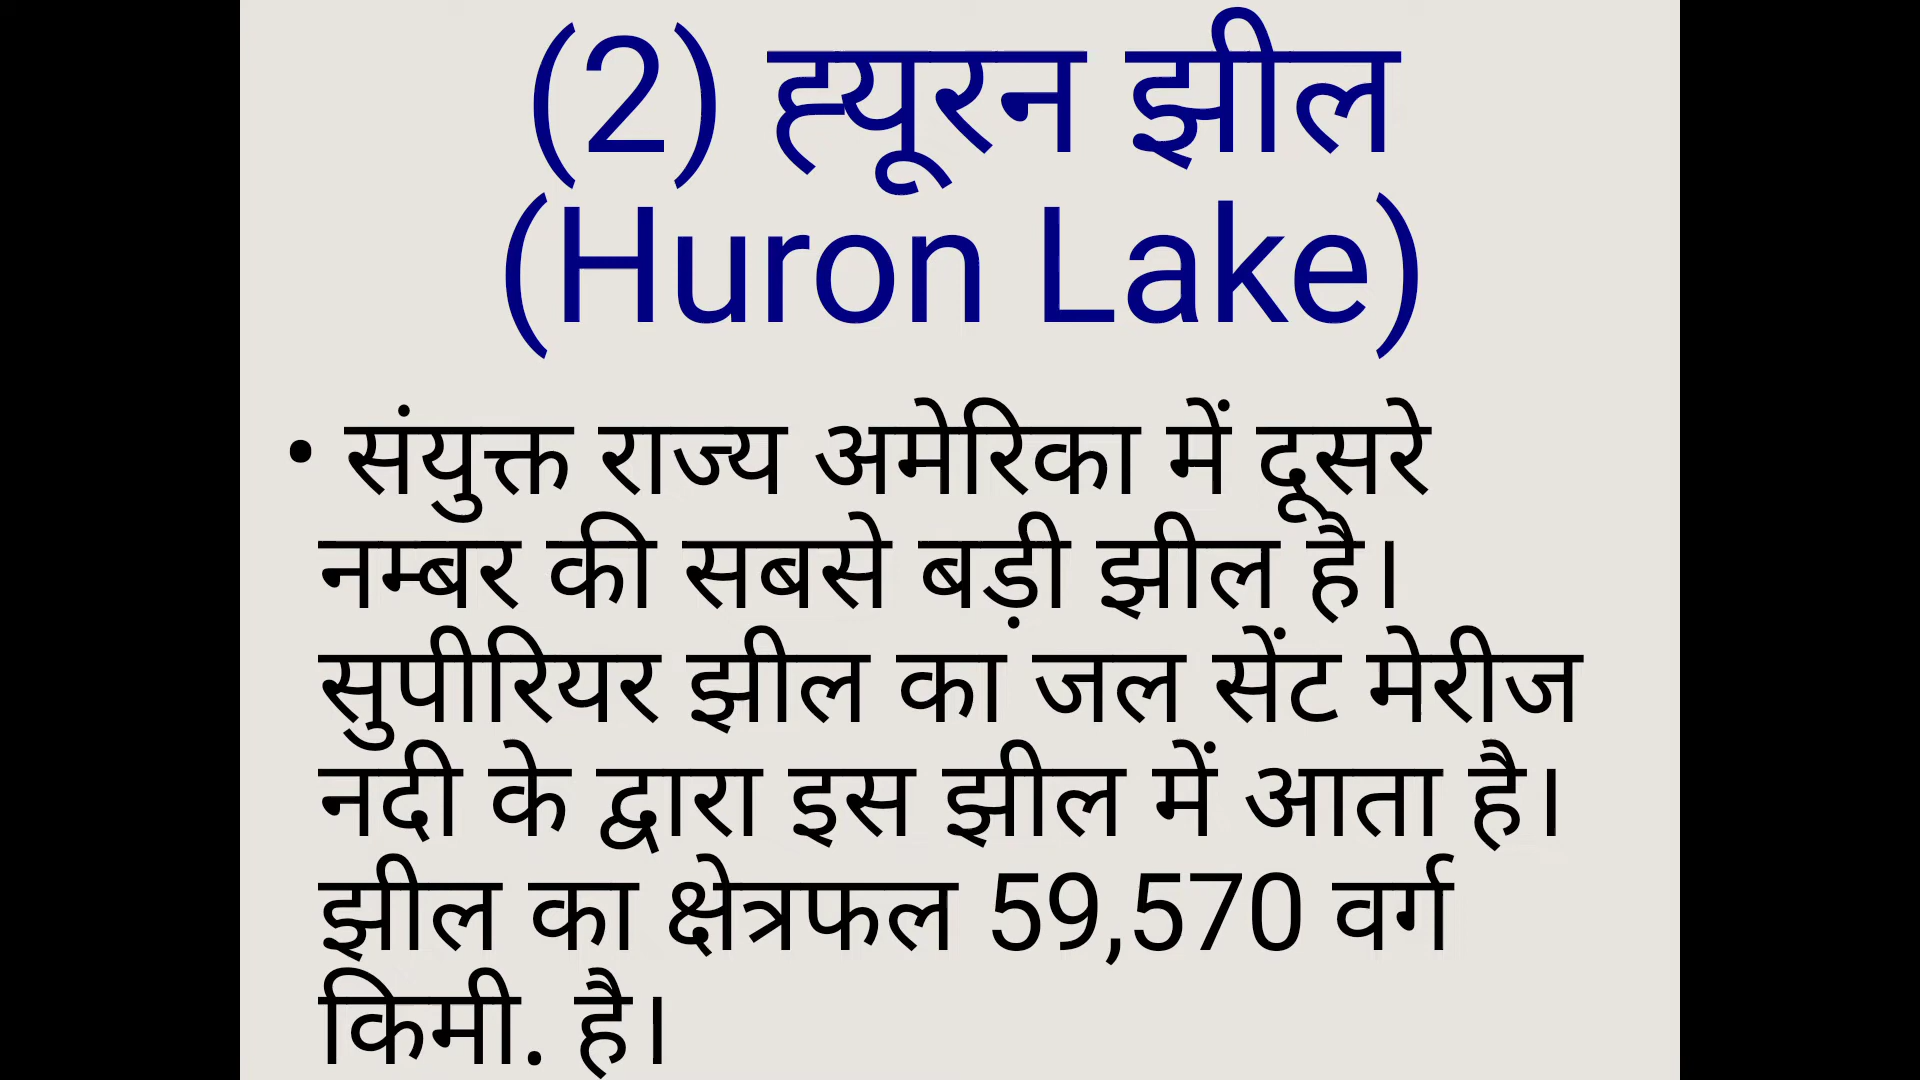 (2) ह्यूरन झील
(Huron Lake)
• संयुक्त राज्य अमेरिका में दूसरे
नम्बर की सबसे बड़ी झील है।
सुपीरियर झील का जल सेंट मेरीज
नदी के द्वारा इस झील में आता है।
झील का क्षेत्रफल 59,570 वर्ग
किमी. है।